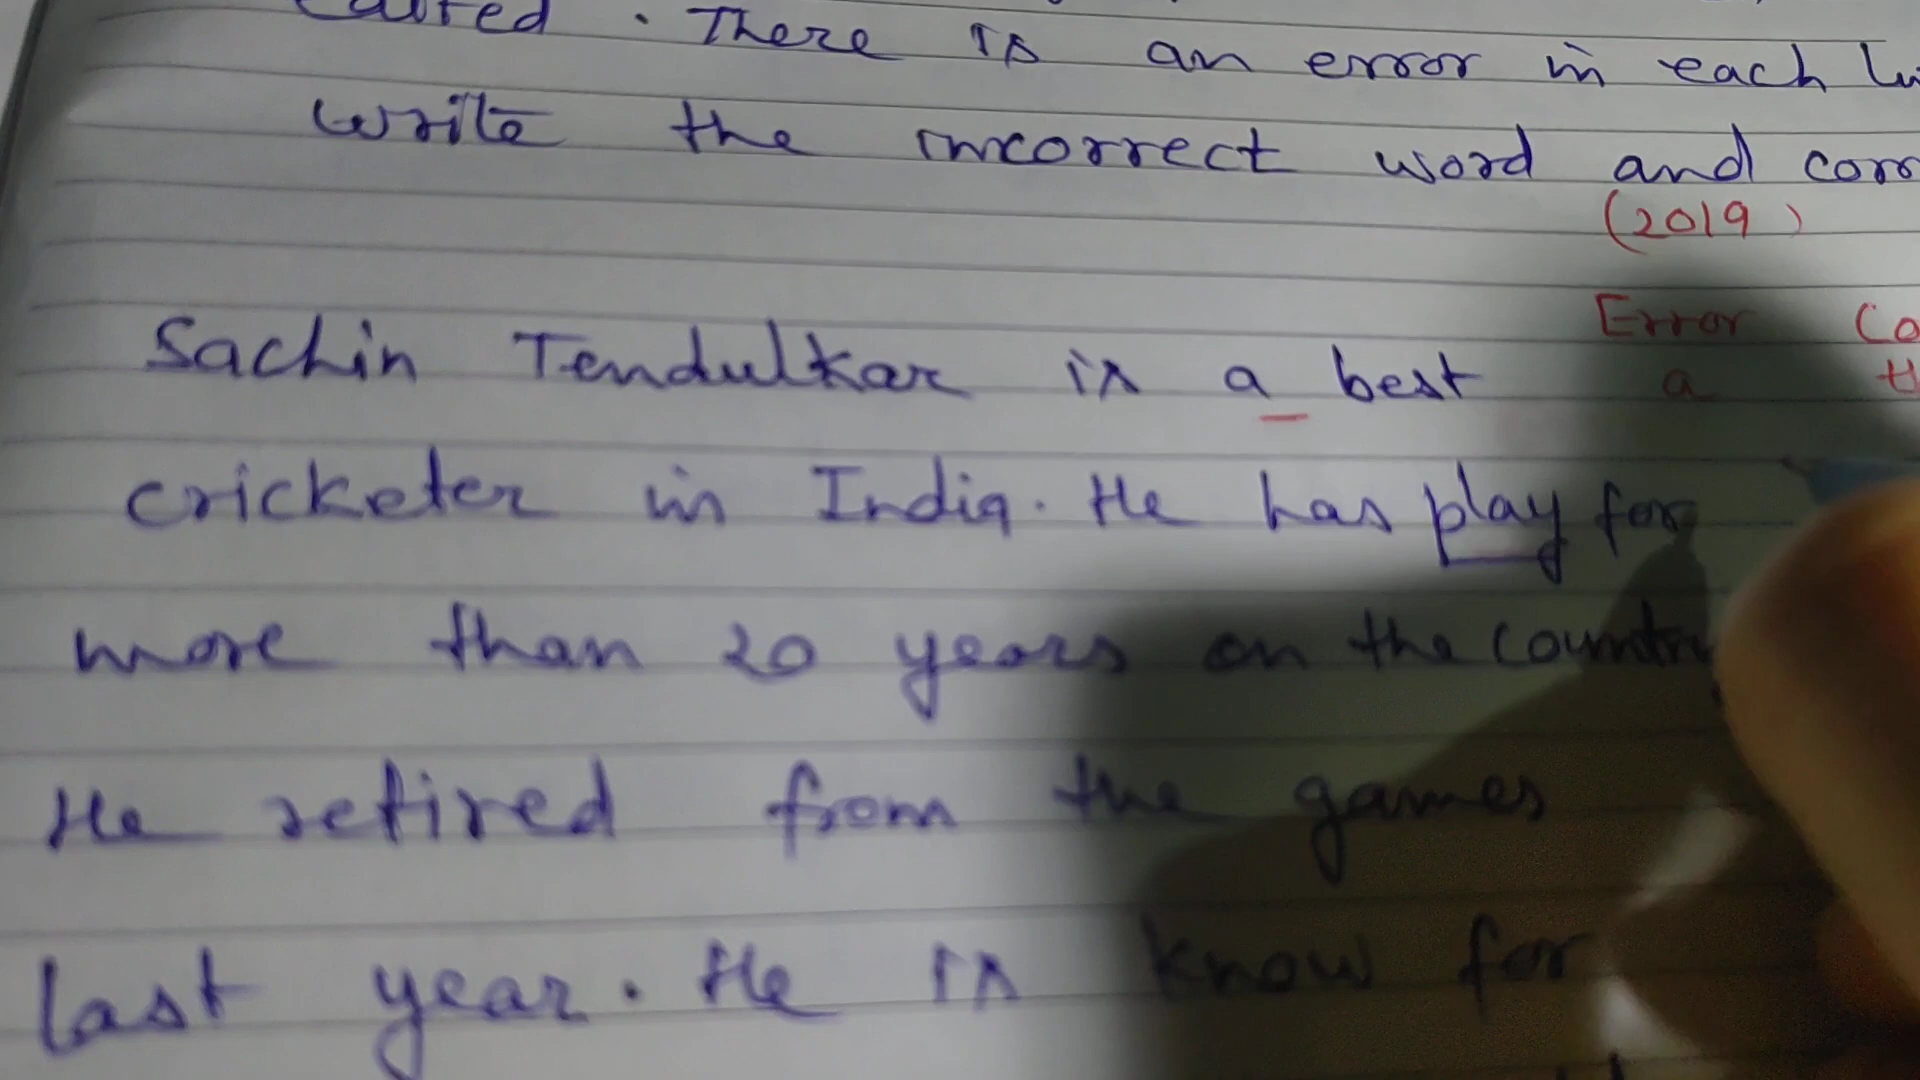 There is an error in each
write the incorrect word and
(2019)
Error
Sachin Tendulkar is a best a
cricketer in India. He has play for
more than 20 years on the country
He retired from the games
last year. He is know for